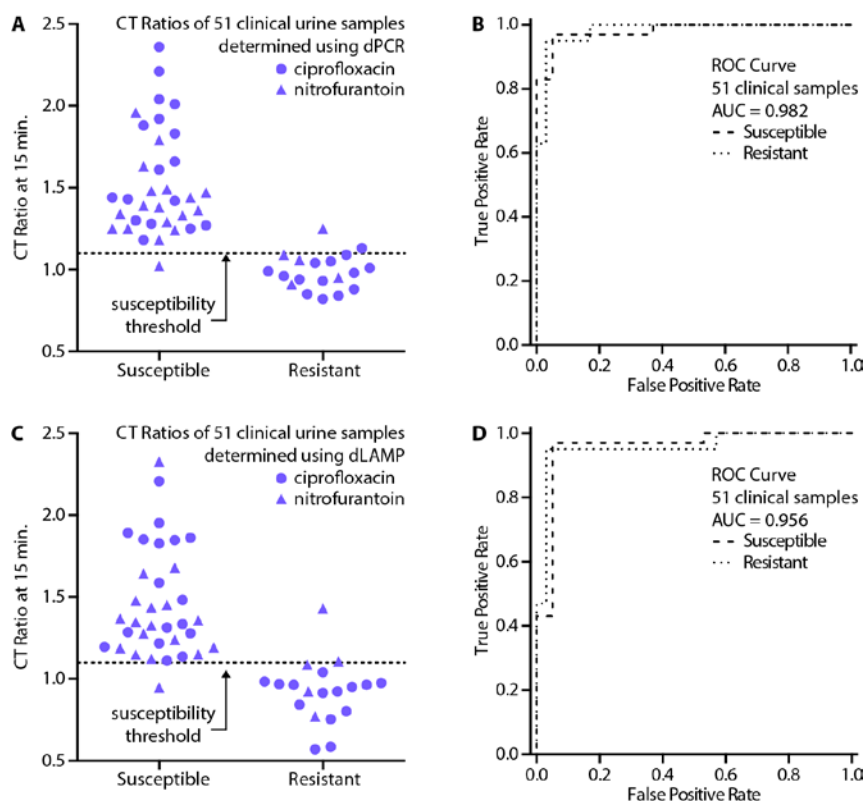 A
CT Ratios of 51 clinical urine samples
determined using dPCR
ciprofloxacin
nitrofurantoin
CT Ratio at 15 min.
2.5
2.0
1.5
1.0
0.5
susceptibility
threshold
Susceptible
Resistant
B
ROC Curve
51 clinical samples
AUC = 0.982
Susceptible
Resistant
True Positive Rate
1.0
0.8
0.6
0.4
0.2
0.0
0.0 0.2 0.4 0.6 0.8 1.0
False Positive Rate
C
CT Ratios of 51 clinical urine samples
determined using dLAMP
ciprofloxacin
nitrofurantoin
CT Ratio at 15 min.
2.5
2.0
1.5
1.0
0.5
susceptibility
threshold
Susceptible
Resistant
D
ROC Curve
51 clinical samples
AUC = 0.956
Susceptible
Resistant
True Positive Rate
1.0
0.8
0.6
0.4
0.2
0.0
0.0 0.2 0.4 0.6 0.8 1.0
False Positive Rate